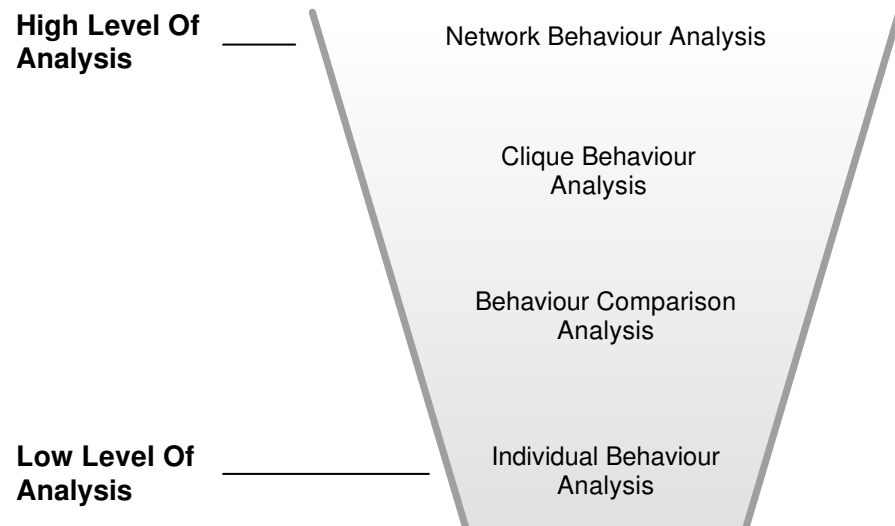 High Level Of
Analysis
Network Behaviour Analysis
Clique Behaviour
Analysis
Behaviour Comparison
Analysis
Low Level Of
Analysis
Individual Behaviour
Analysis